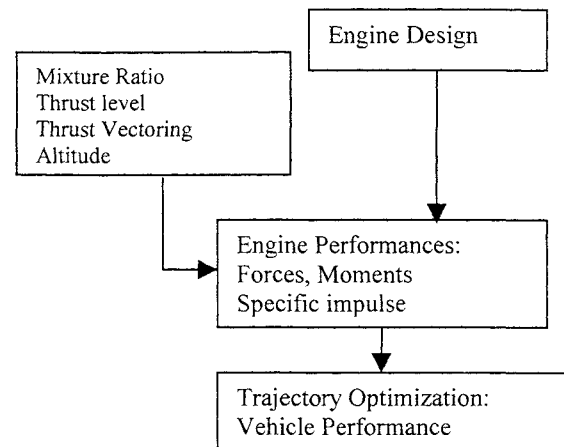 Engine Design
Mixture Ratio
Thrust level
Thrust Vectoring
Altitude
Engine Performances:
Forces, Moments
Specific impulse
Trajectory Optimization:
Vehicle Performance